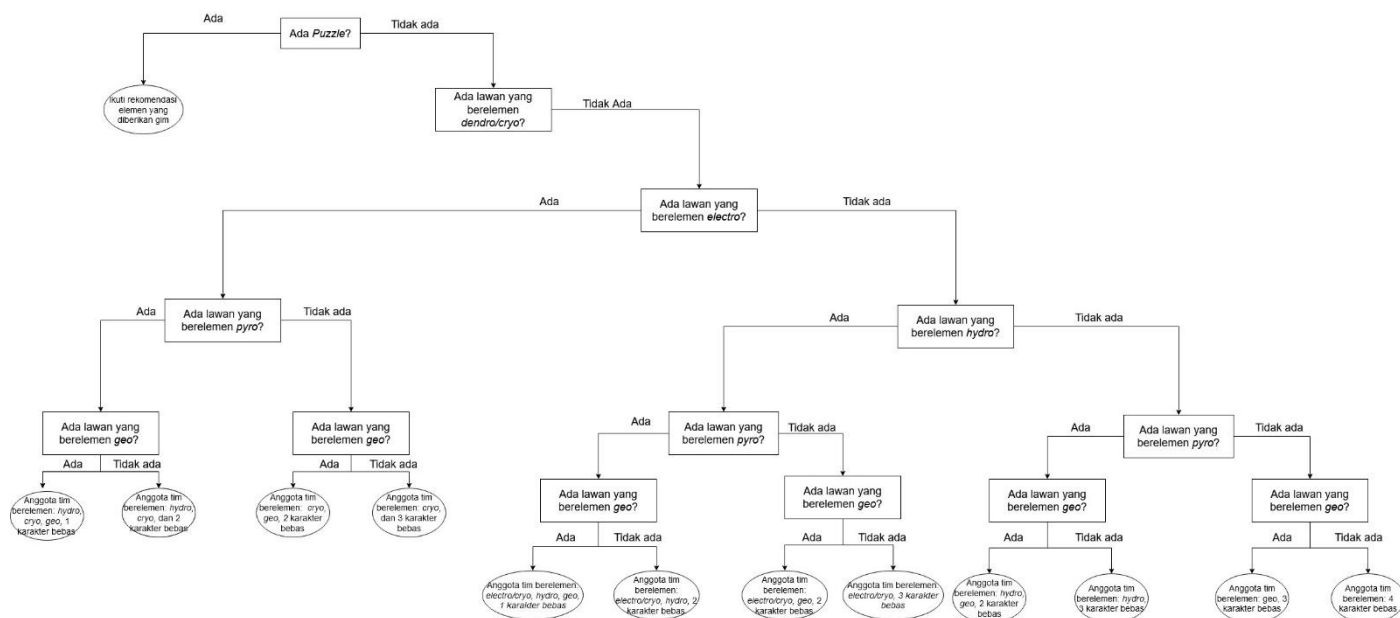 Ada
Tidak ada
Ada Puzzle?
Ikuti rekomendasi
elemen yang
diberikan gim
Ada lawan yang
berelemen
dendro/cryo?
Tidak Ada
Ada
Ada lawan yang
berelemen electro?
Tidak ada
Ada
Ada lawan yang
berelemen pyro?
Tidak ada
Ada
Ada lawan yang
berelemen hydro?
Tidak ada
Ada lawan yang
berelemen geo?
Ada lawan yang
berelemen geo?
Ada
Ada lawan yang
berelemen pyro?
Tidak ada
Ada
Ada lawan yang
berelemen pyro?
Tidak ada
Ada
Tidak ada
Ada
Tidak ada
Anggota tim
berelemen: hydro,
cryo, geo, 1
karakter bebas
Anggota tim
berelemen: hydro,
cryo, dan 2
karakter bebas
Anggota tim
berelemen: cryo,
geo, 2 karakter
bebas
Anggota tim
berelemen: cryo,
dan 3 karakter
bebas
Ada lawan yang
berelemen geo?
Ada lawan yang
berelemen geo?
Ada lawan yang
berelemen geo?
Ada lawan yang
berelemen geo?
Ada
Tidak ada
Ada
Tidak ada
Ada
Tidak ada
Ada
Tidak ada
Anggota tim berelemen:
electro/cryo, hydro, geo,
1 karakter bebas
Anggota tim
berelemen:
electro/cryo, hydro, 2
karakter bebas
Anggota tim
berelemen:
electro/cryo, geo, 2
karakter bebas
Anggota tim berelemen:
electro/cryo, 3 karakter
bebas
Anggota tim
berelemen: hydro,
geo, 2 karakter
bebas
Anggota tim
berelemen: hydro,
3 karakter bebas
Anggota tim
berelemen: geo, 3
karakter bebas
Anggota tim
berelemen: 4
karakter bebas